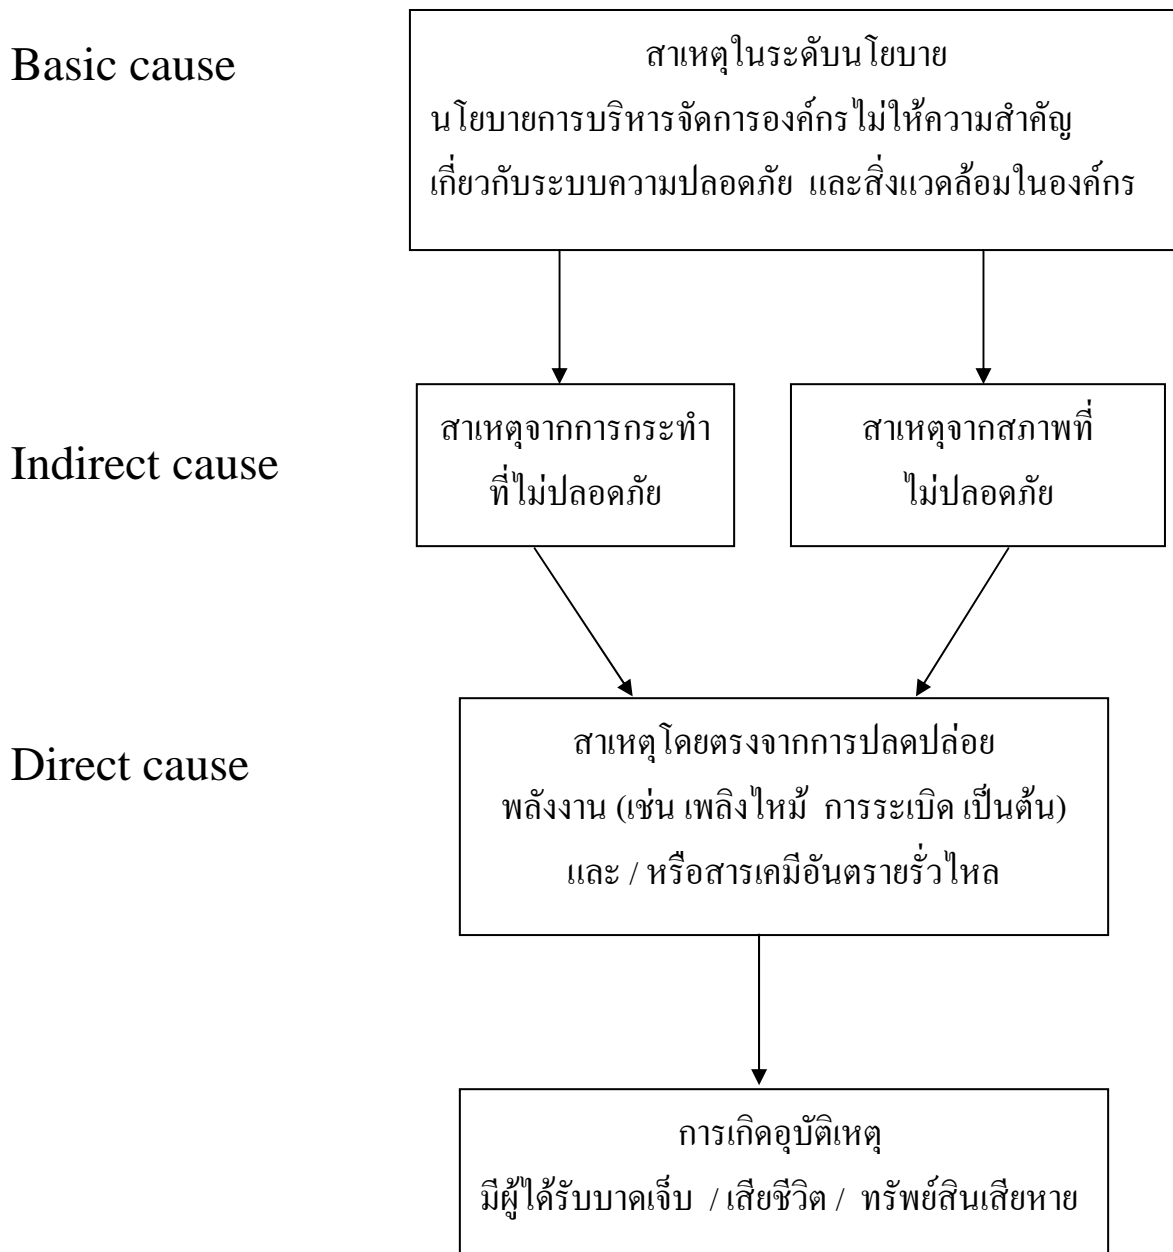 Basic cause
สาเหตุในระดับนโยบาย
นโยบายการบริหารจัดการองค์กรไม่ให้ความสำคัญ
เกี่ยวกับระบบความปลอดภัย และสิ่งแวดล้อมในองค์กร
Indirect cause
สาเหตุจากการกระทำ
ที่ไม่ปลอดภัย
สาเหตุจากสภาพที่
ไม่ปลอดภัย
Direct cause
สาเหตุโดยตรงจากการปลดปล่อย
พลังงาน (เช่น เพลิงไหม้ การระเบิด เป็นต้น)
และ / หรือสารเคมีอันตรายรั่วไหล
การเกิดอุบัติเหตุ
มีผู้ได้รับบาดเจ็บ / เสียชีวิต / ทรัพย์สินเสียหาย